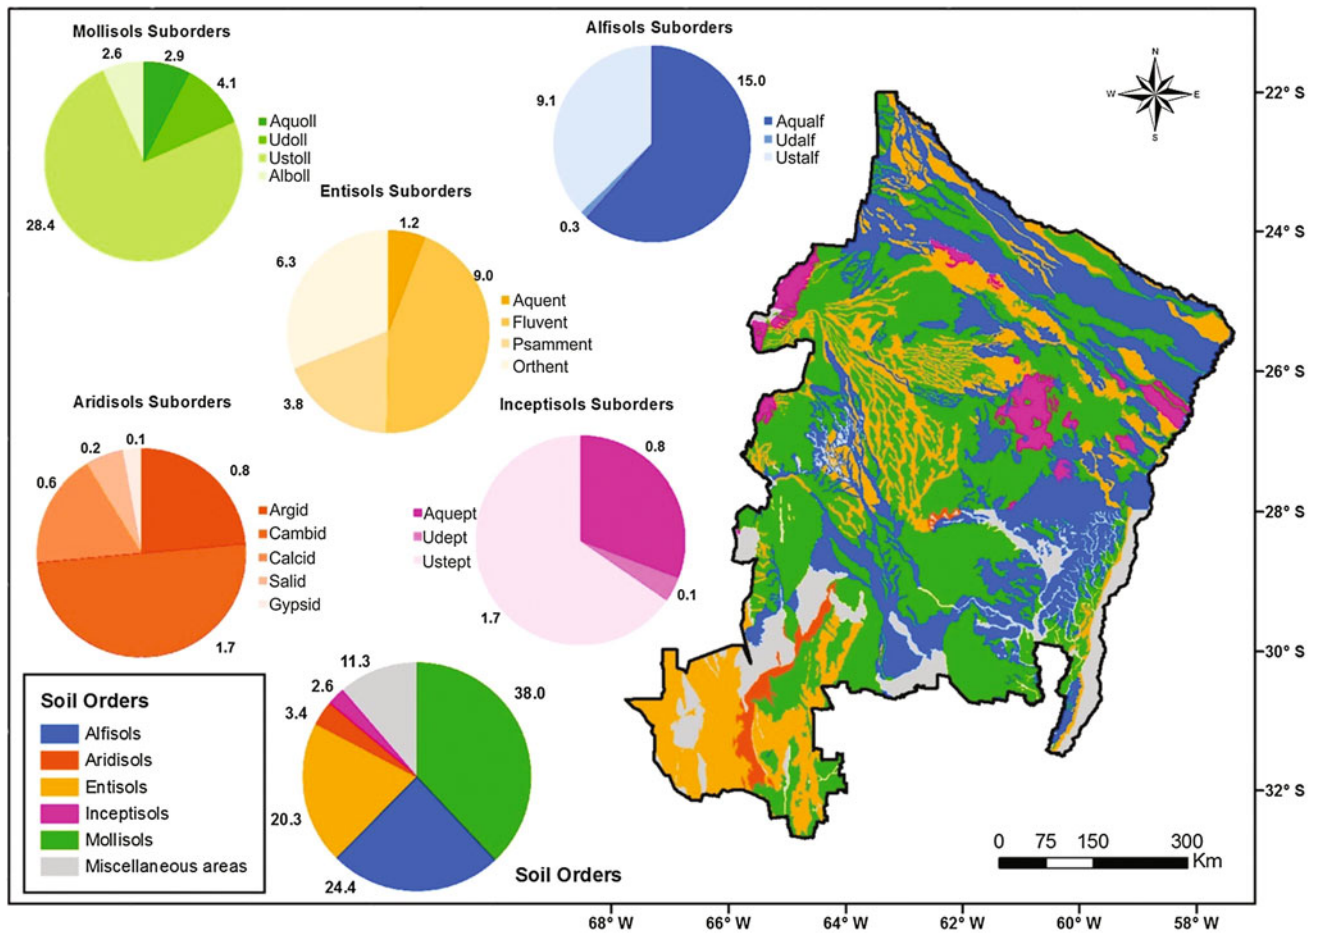 Mollisols Suborders
2.6
2.9
4.1
28.4
Aquoll
Udoll
Ustoll
Alboll
Alfisols Suborders
9.1
15.0
0.3
Aqualf
Udalf
Ustalf
Entisols Suborders
1.2
6.3
9.0
3.8
Aquent
Fluvent
Psamment
Orthent
Aridisols Suborders
0.1
0.2
0.8
0.6
1.7
Argid
Cambid
Calcid
Salid
Gypsid
Inceptisols Suborders
0.8
0.1
1.7
Aquept
Udept
Ustept
11.3
2.6
3.4
38.0
20.3
24.4
Soil Orders
Soil Orders
Alfisols
Aridisols
Entisols
Inceptisols
Mollisols
Miscellaneous areas
N
W
E
S
22° S
24° S
26° S
28° S
30° S
32° S
0 75 150 300
Km
68° W 66° W 64° W 62° W 60° W 58° W